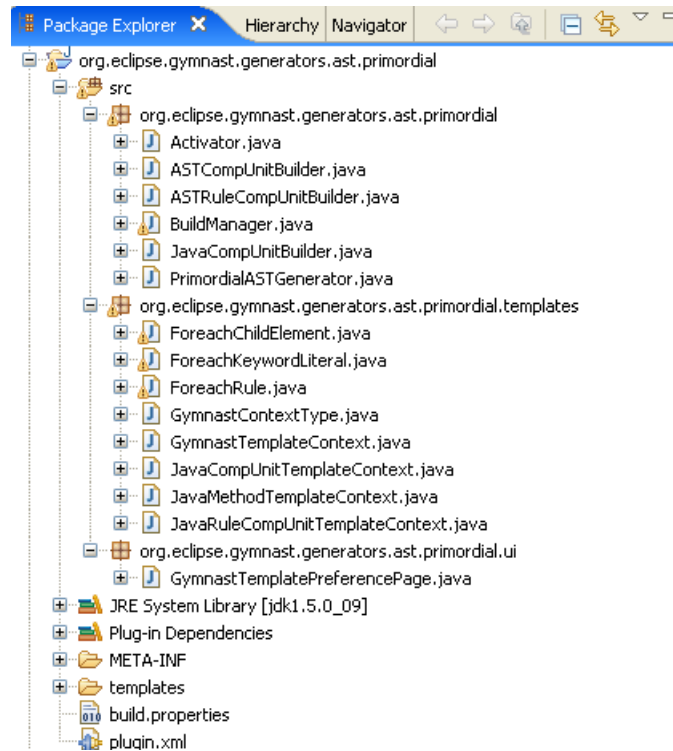 Package Explorer Hierarchy Navigator
org.eclipse.gymnast.generators.ast.primordial
src
org.eclipse.gymnast.generators.ast.primordial
Activator.java
ASTCompUnitBuilder.java
ASTRuleCompUnitBuilder.java
BuildManager.java
JavaCompUnitBuilder.java
PrimordialASTGenerator.java
org.eclipse.gymnast.generators.ast.primordial.templates
ForeachChildElement.java
ForeachKeywordLiteral.java
ForeachRule.java
GymnastContextType.java
GymnastTemplateContext.java
JavaCompUnitTemplateContext.java
JavaMethodTemplateContext.java
JavaRuleCompUnitTemplateContext.java
org.eclipse.gymnast.generators.ast.primordial.ui
GymnastTemplatePreferencePage.java
JRE System Library [jdk1.5.0_09]
Plug-in Dependencies
META-INF
templates
build.properties
plugin.xml